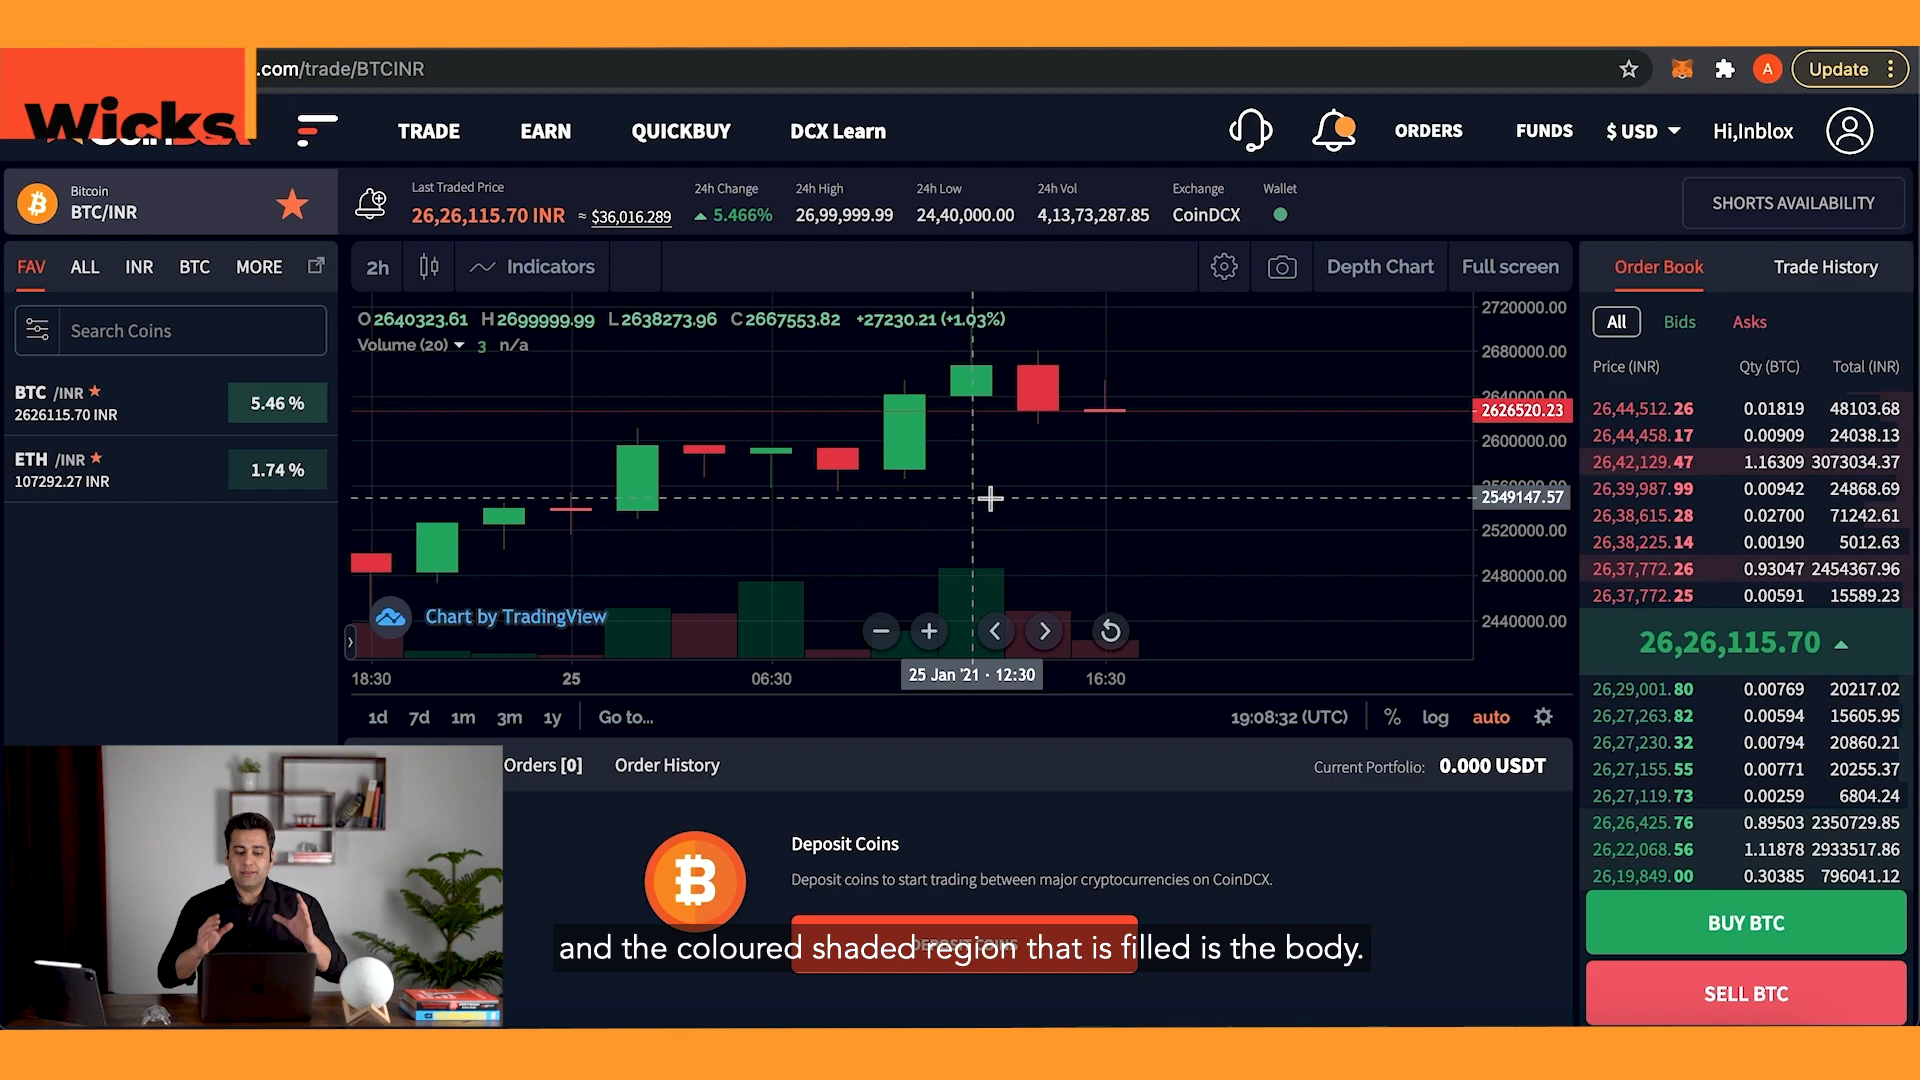 Wicks
.com/trade/BTCINR
A
Update
TRADE
EARN
QUICKBUY
DCX Learn
ORDERS
FUNDS
$ USD
Hi,Inblox
Bitcoin
BTC/INR
Last Traded Price
26,26,115.70 INR ≈ $36,016.289
24h Change
5.466%
24h High
26,99,999.99
24h Low
24,40,000.00
24h Vol
4,13,73,287.85
Exchange
CoinDCX
Wallet
SHORTS AVAILABILITY
FAV ALL INR BTC MORE
Search Coins
BTC /INR
2626115.70 INR
5.46 %
ETH /INR
107292.27 INR
1.74 %
2h
Indicators
Depth Chart
Full screen
O2640323.61 H2699999.99 L2638273.96 C2667553.82 +27230.21 (+1.03%)
Volume (20) 3 n/a
2720000.00
2680000.00
2640000.00
2626520.23
2600000.00
2549147.57
2520000.00
2480000.00
2440000.00
Chart by TradingView
18:30
25
06:30
25 Jan '21 · 12:30
16:30
1d 7d 1m 3m 1y Go to...
19:08:32 (UTC) % log auto
Orders [0]
Order History
Current Portfolio: 0.000 USDT
Deposit Coins
Deposit coins to start trading between major cryptocurrencies on CoinDCX.
DEPOSIT COINS
and the coloured shaded region that is filled is the body.
Order Book
Trade History
All Bids Asks
Price (INR) Qty (BTC) Total (INR)
26,44,512.26 0.01819 48103.68
26,44,458.17 0.00909 24038.13
26,42,129.47 1.16309 3073034.37
26,39,987.99 0.00942 24868.69
26,38,615.28 0.02700 71242.61
26,38,225.14 0.00190 5012.63
26,37,772.26 0.93047 2454367.96
26,37,772.25 0.00591 15589.23
26,26,115.70
26,29,001.80 0.00769 20217.02
26,27,263.82 0.00594 15605.95
26,27,230.32 0.00794 20860.21
26,27,155.55 0.00771 20255.37
26,27,119.73 0.00259 6804.24
26,26,425.76 0.89503 2350729.85
26,22,068.56 1.11878 2933517.86
26,19,849.00 0.30385 796041.12
BUY BTC
SELL BTC